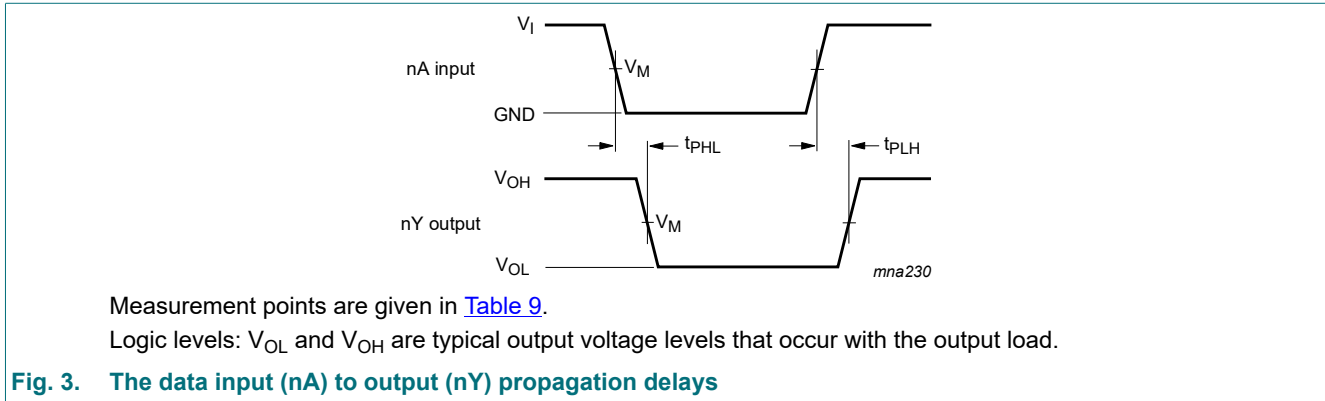 V_I
nA input
V_M
GND
t_PHL
t_PLH
V_OH
nY output
V_M
V_OL
mna230
Measurement points are given in Table 9.
Logic levels: V_OL and V_OH are typical output voltage levels that occur with the output load.
Fig. 3. The data input (nA) to output (nY) propagation delays